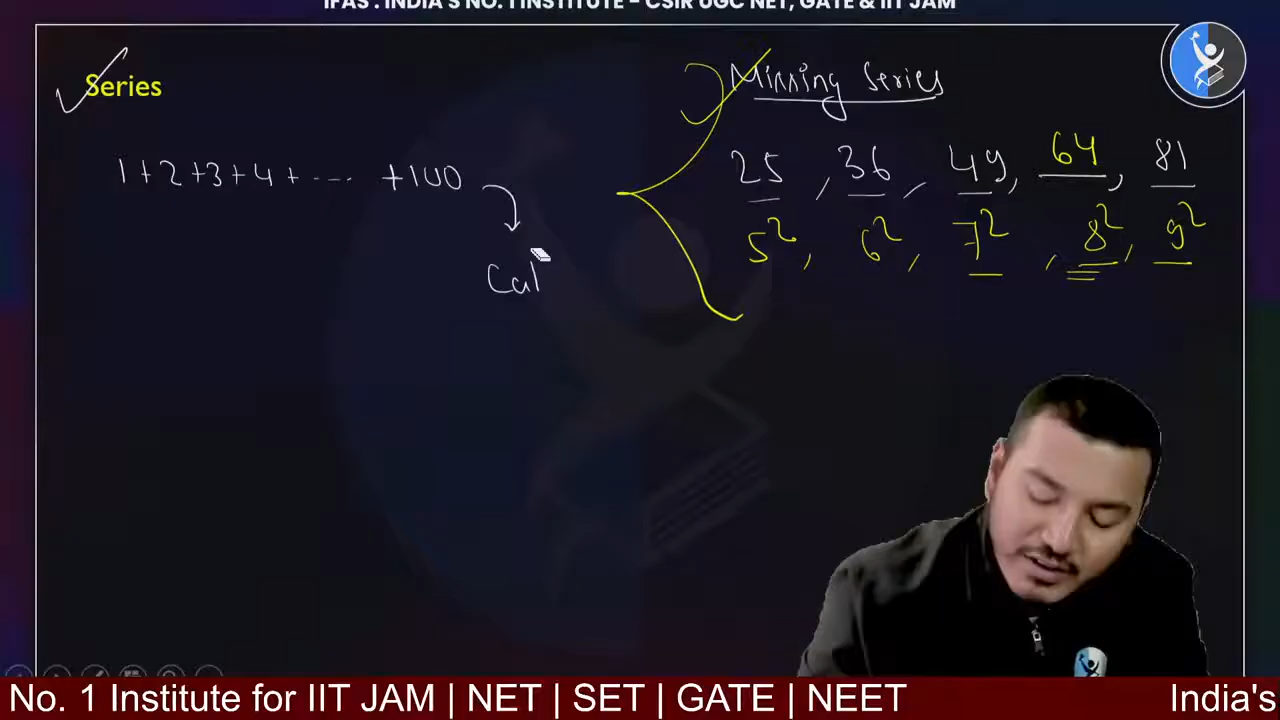 IFAS : INDIA'S NO. 1 INSTITUTE - CSIR UGC NET, GATE & IIT JAM
Series
1+2+3+4+ .... +100
Cal
Missing Series
25, 36, 49, 64, 81
5², 6², 7², 8², 9²
No. 1 Institute for IIT JAM | NET | SET | GATE | NEET
India's